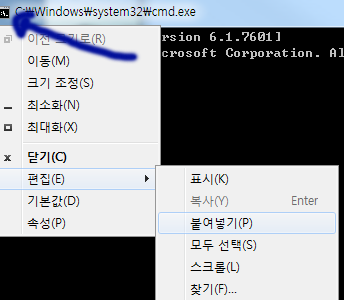 C:₩Windows₩system32₩cmd.exe
이전 크기로(R)
rsion 6.1.7601]
이동(M)
crosoft Corporation. Al
크기 조정(S)
최소화(N)
최대화(X)
닫기(C)
편집(E)
표시(K)
기본값(D)
복사(Y) Enter
속성(P)
붙여넣기(P)
모두 선택(S)
스크롤(L)
찾기(F)...